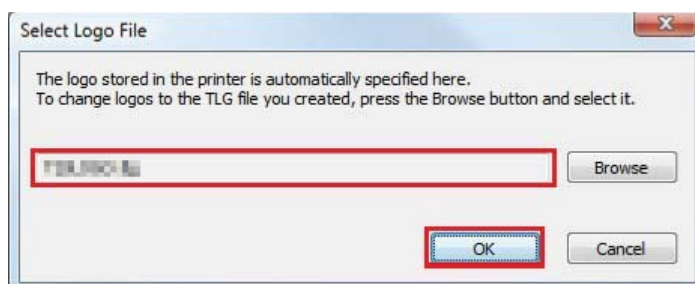 Select Logo File
The logo stored in the printer is automatically specified here.
To change logos to the TLG file you created, press the Browse button and select it.
Browse
OK
Cancel